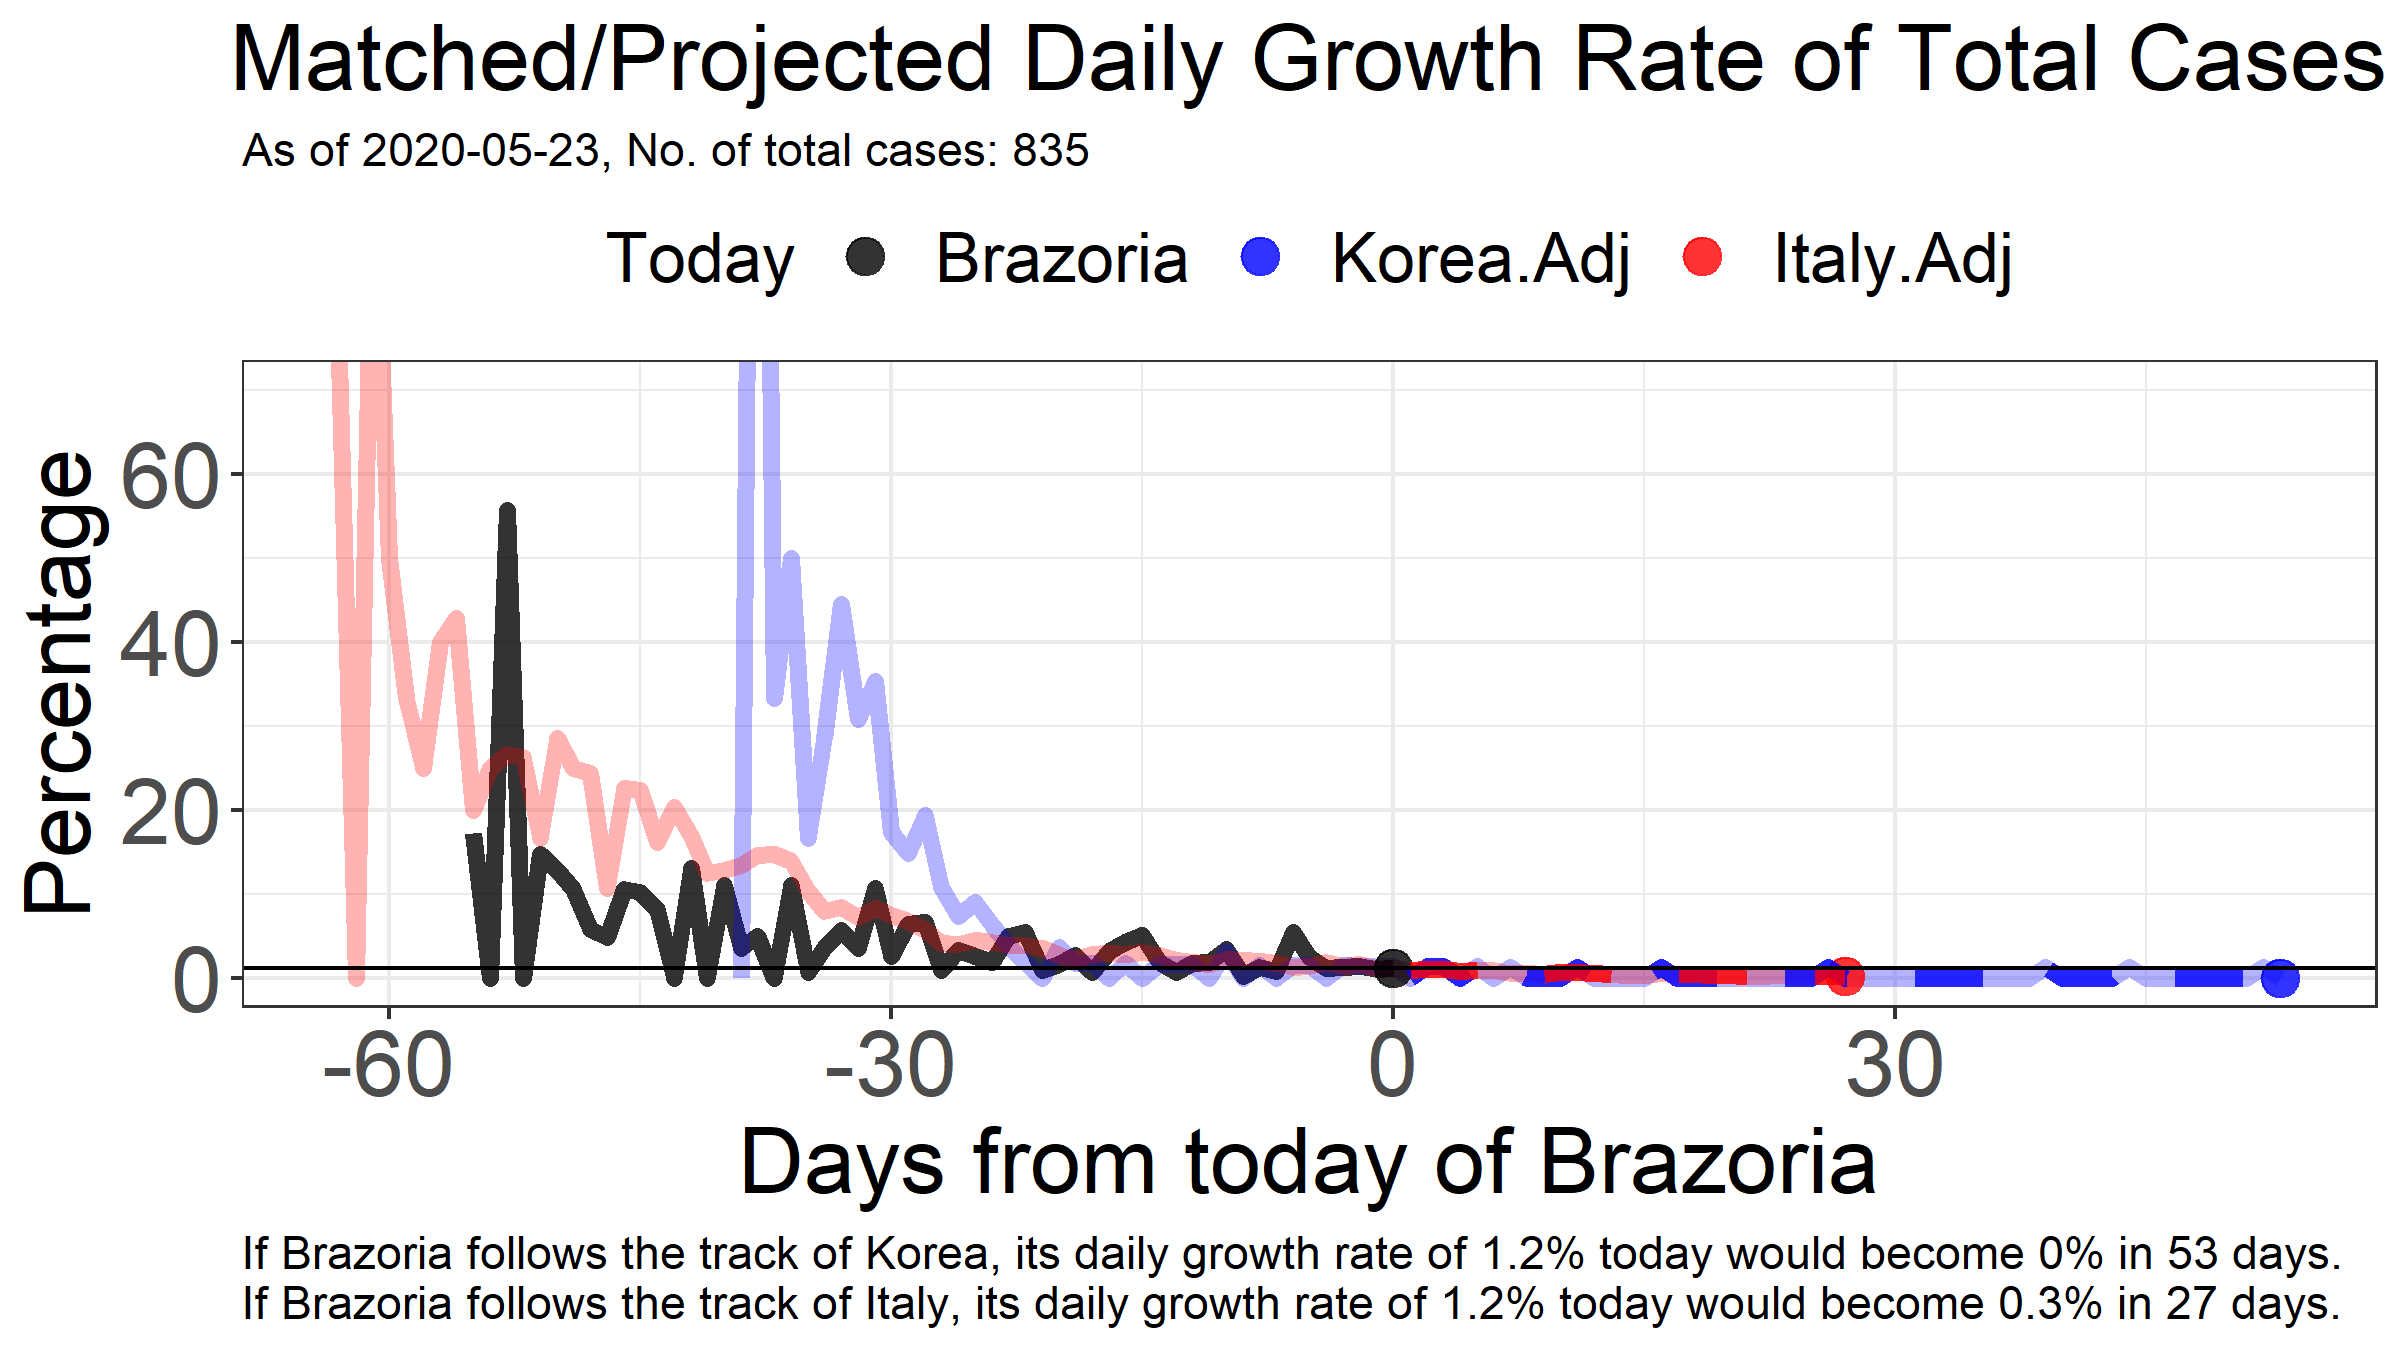 Matched/Projected Daily Growth Rate of Total Cases
As of 2020-05-23, No. of total cases: 835
Today Brazoria Korea.Adj Italy.Adj
Percentage
60
40
20
0
-60 -30 0 30
Days from today of Brazoria
If Brazoria follows the track of Korea, its daily growth rate of 1.2% today would become 0% in 53 days.
If Brazoria follows the track of Italy, its daily growth rate of 1.2% today would become 0.3% in 27 days.